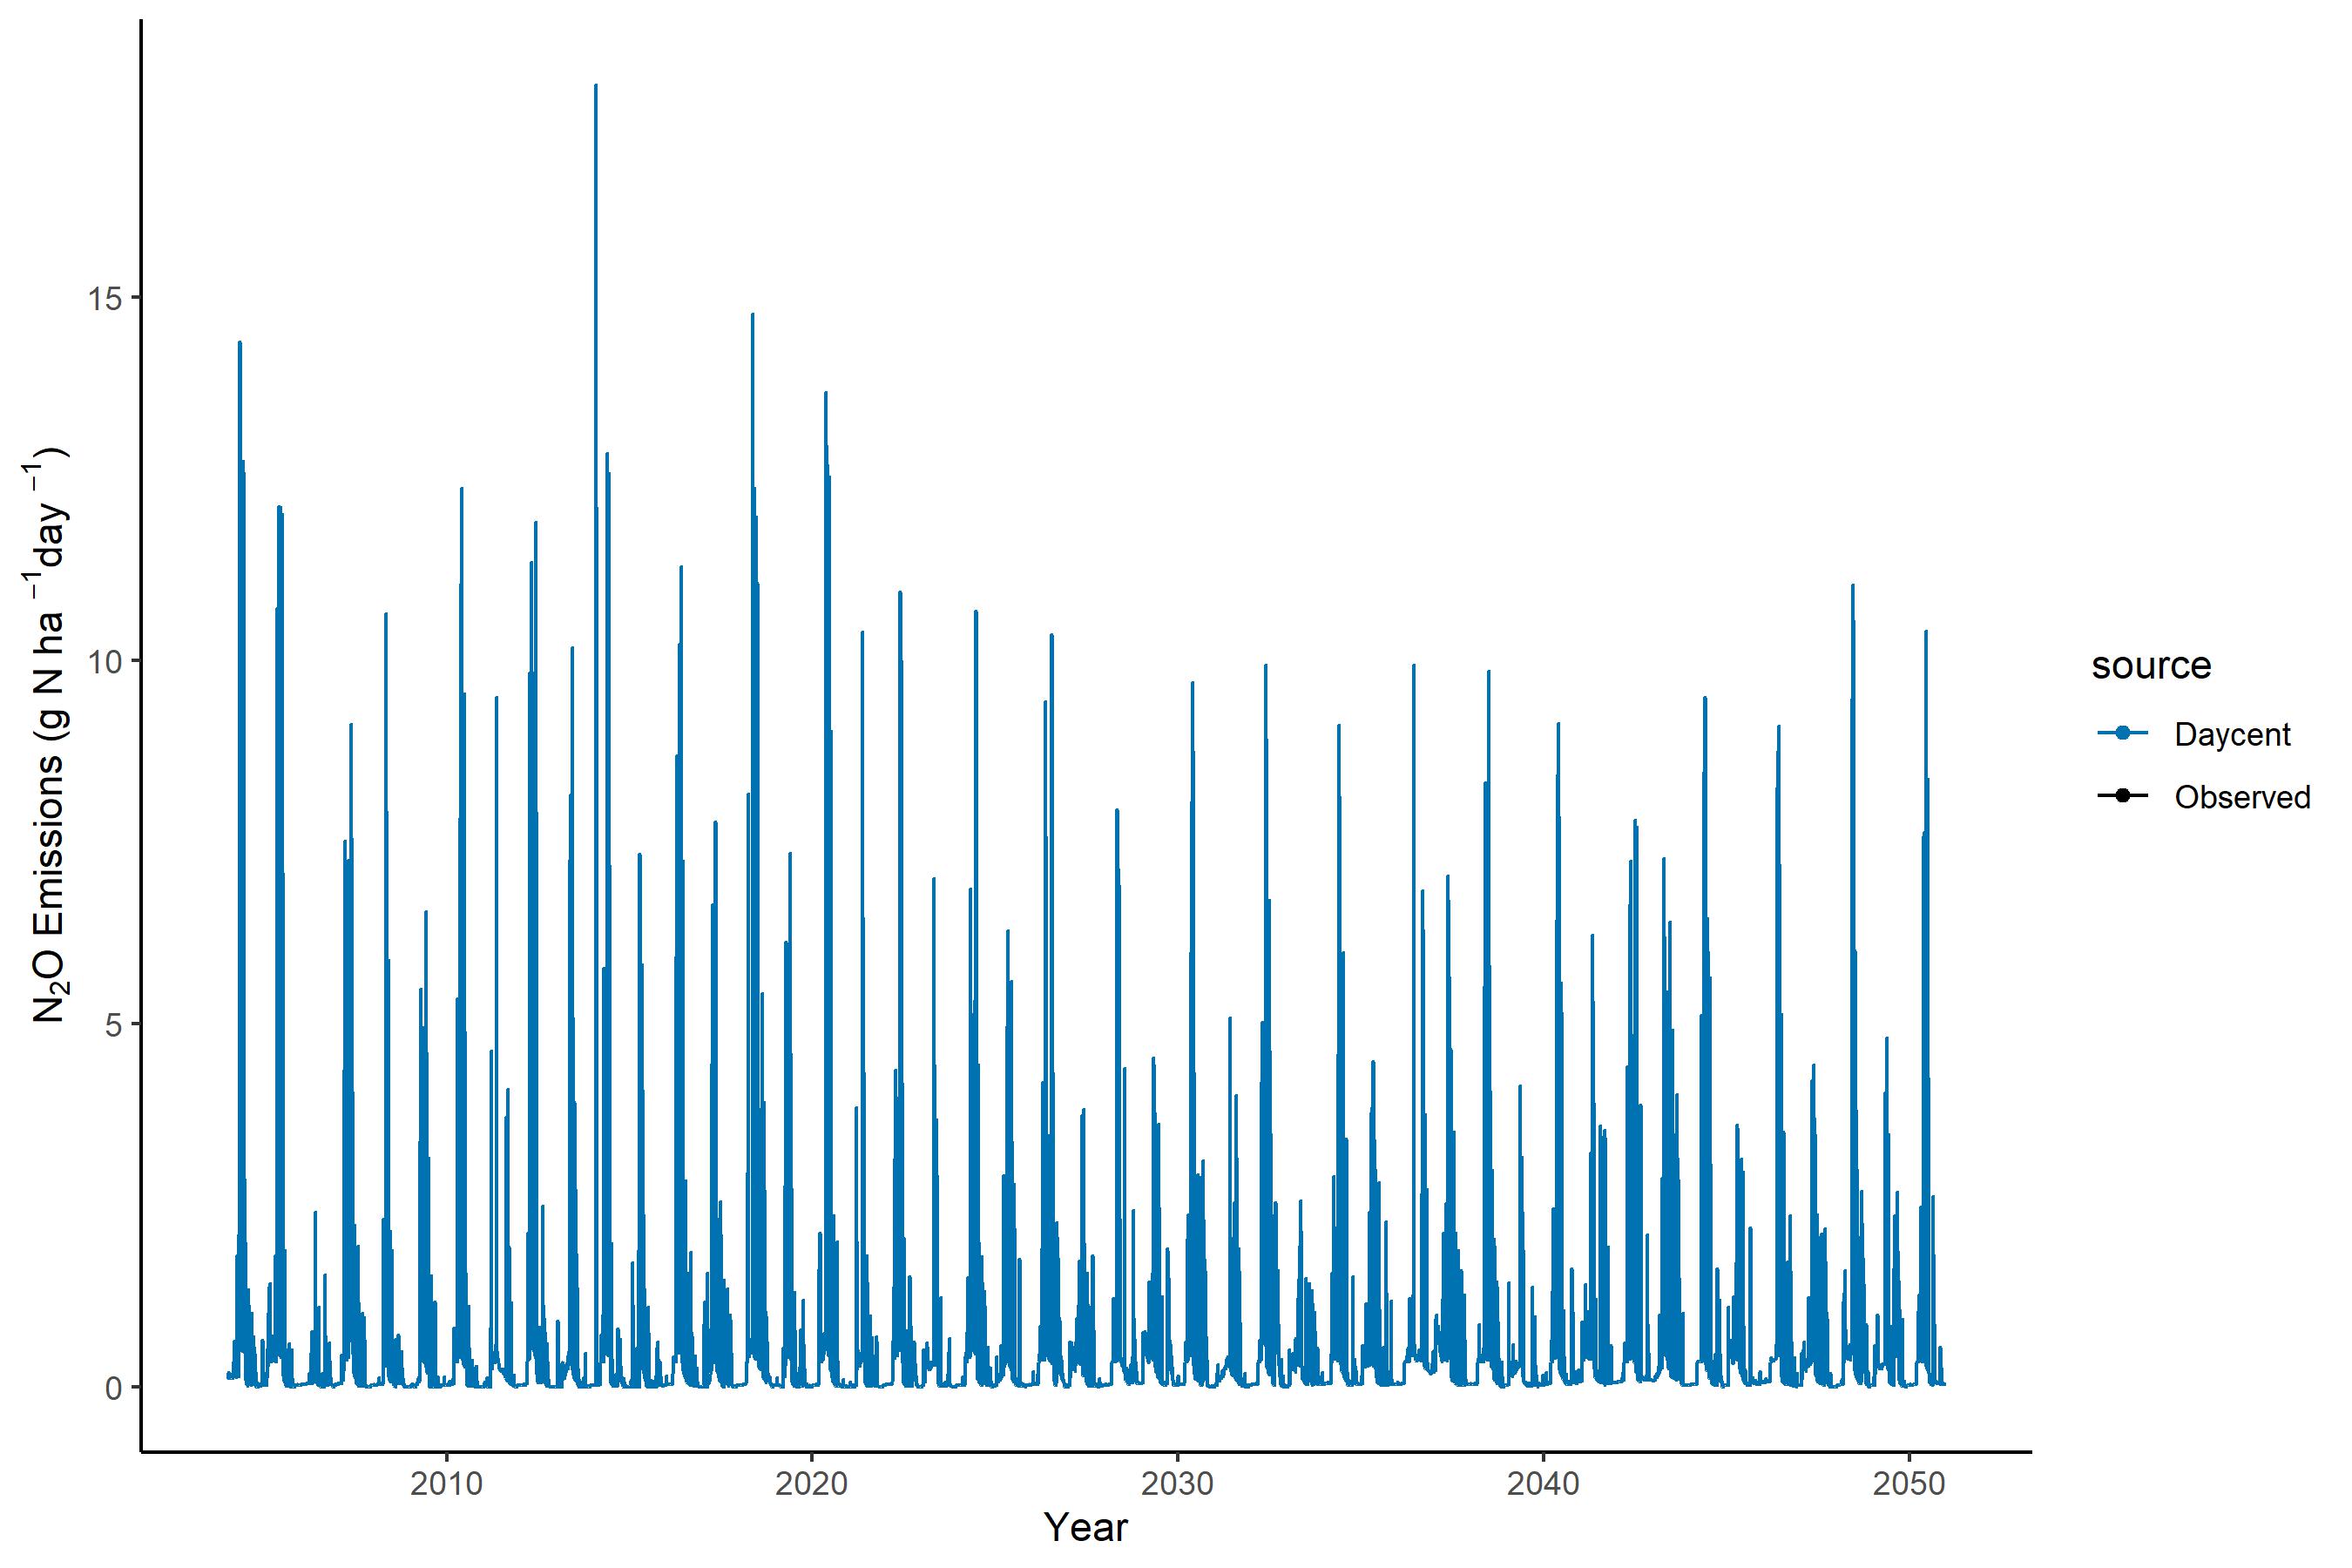 N₂O Emissions (g N ha ⁻¹day ⁻¹)
15
10
5
0
2010 2020 2030 2040 2050
Year
source
Daycent
Observed